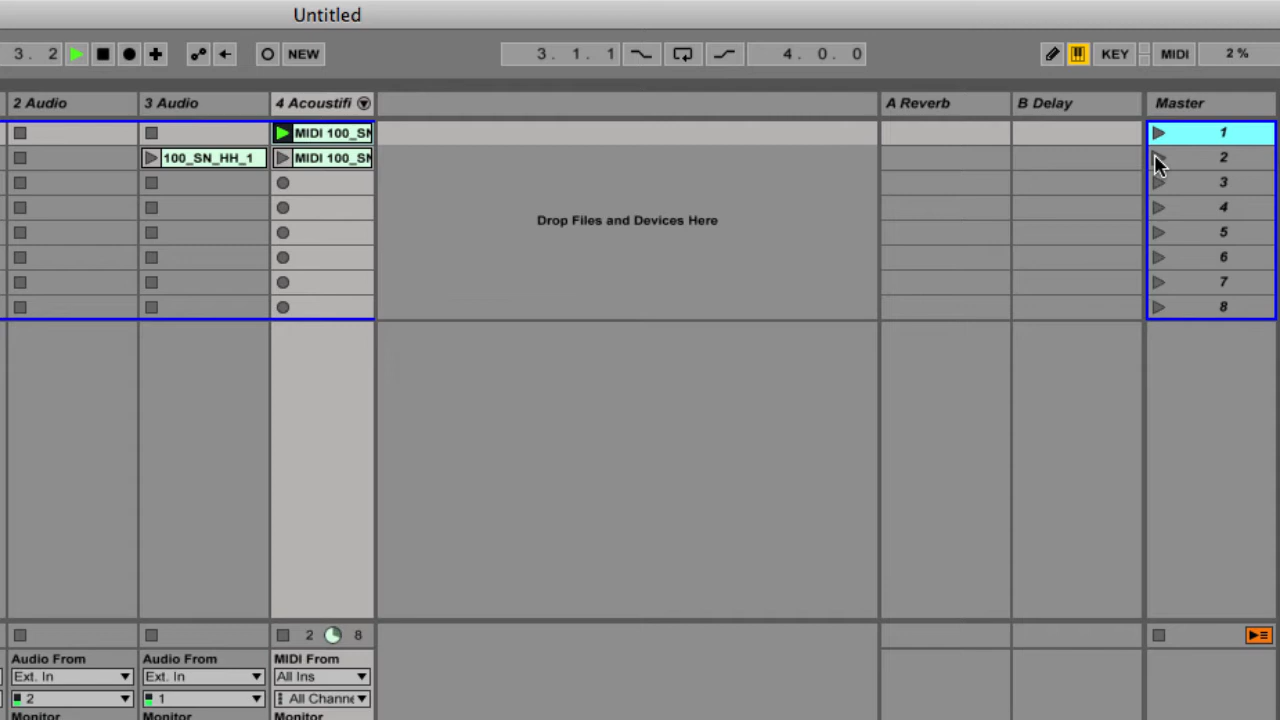 Untitled
3. 2 NEW 3. 1. 1 4. 0. 0 KEY MIDI 2 %
2 Audio 3 Audio 4 Acoustifi A Reverb B Delay Master
MIDI 100_SN 1
100_SN_HH_1 MIDI 100_SN 2
3
Drop Files and Devices Here
4
5
6
7
8
2 8
Audio From Audio From MIDI From
Ext. In Ext. In All Ins
2 1 All Channe
Monitor Monitor Monitor